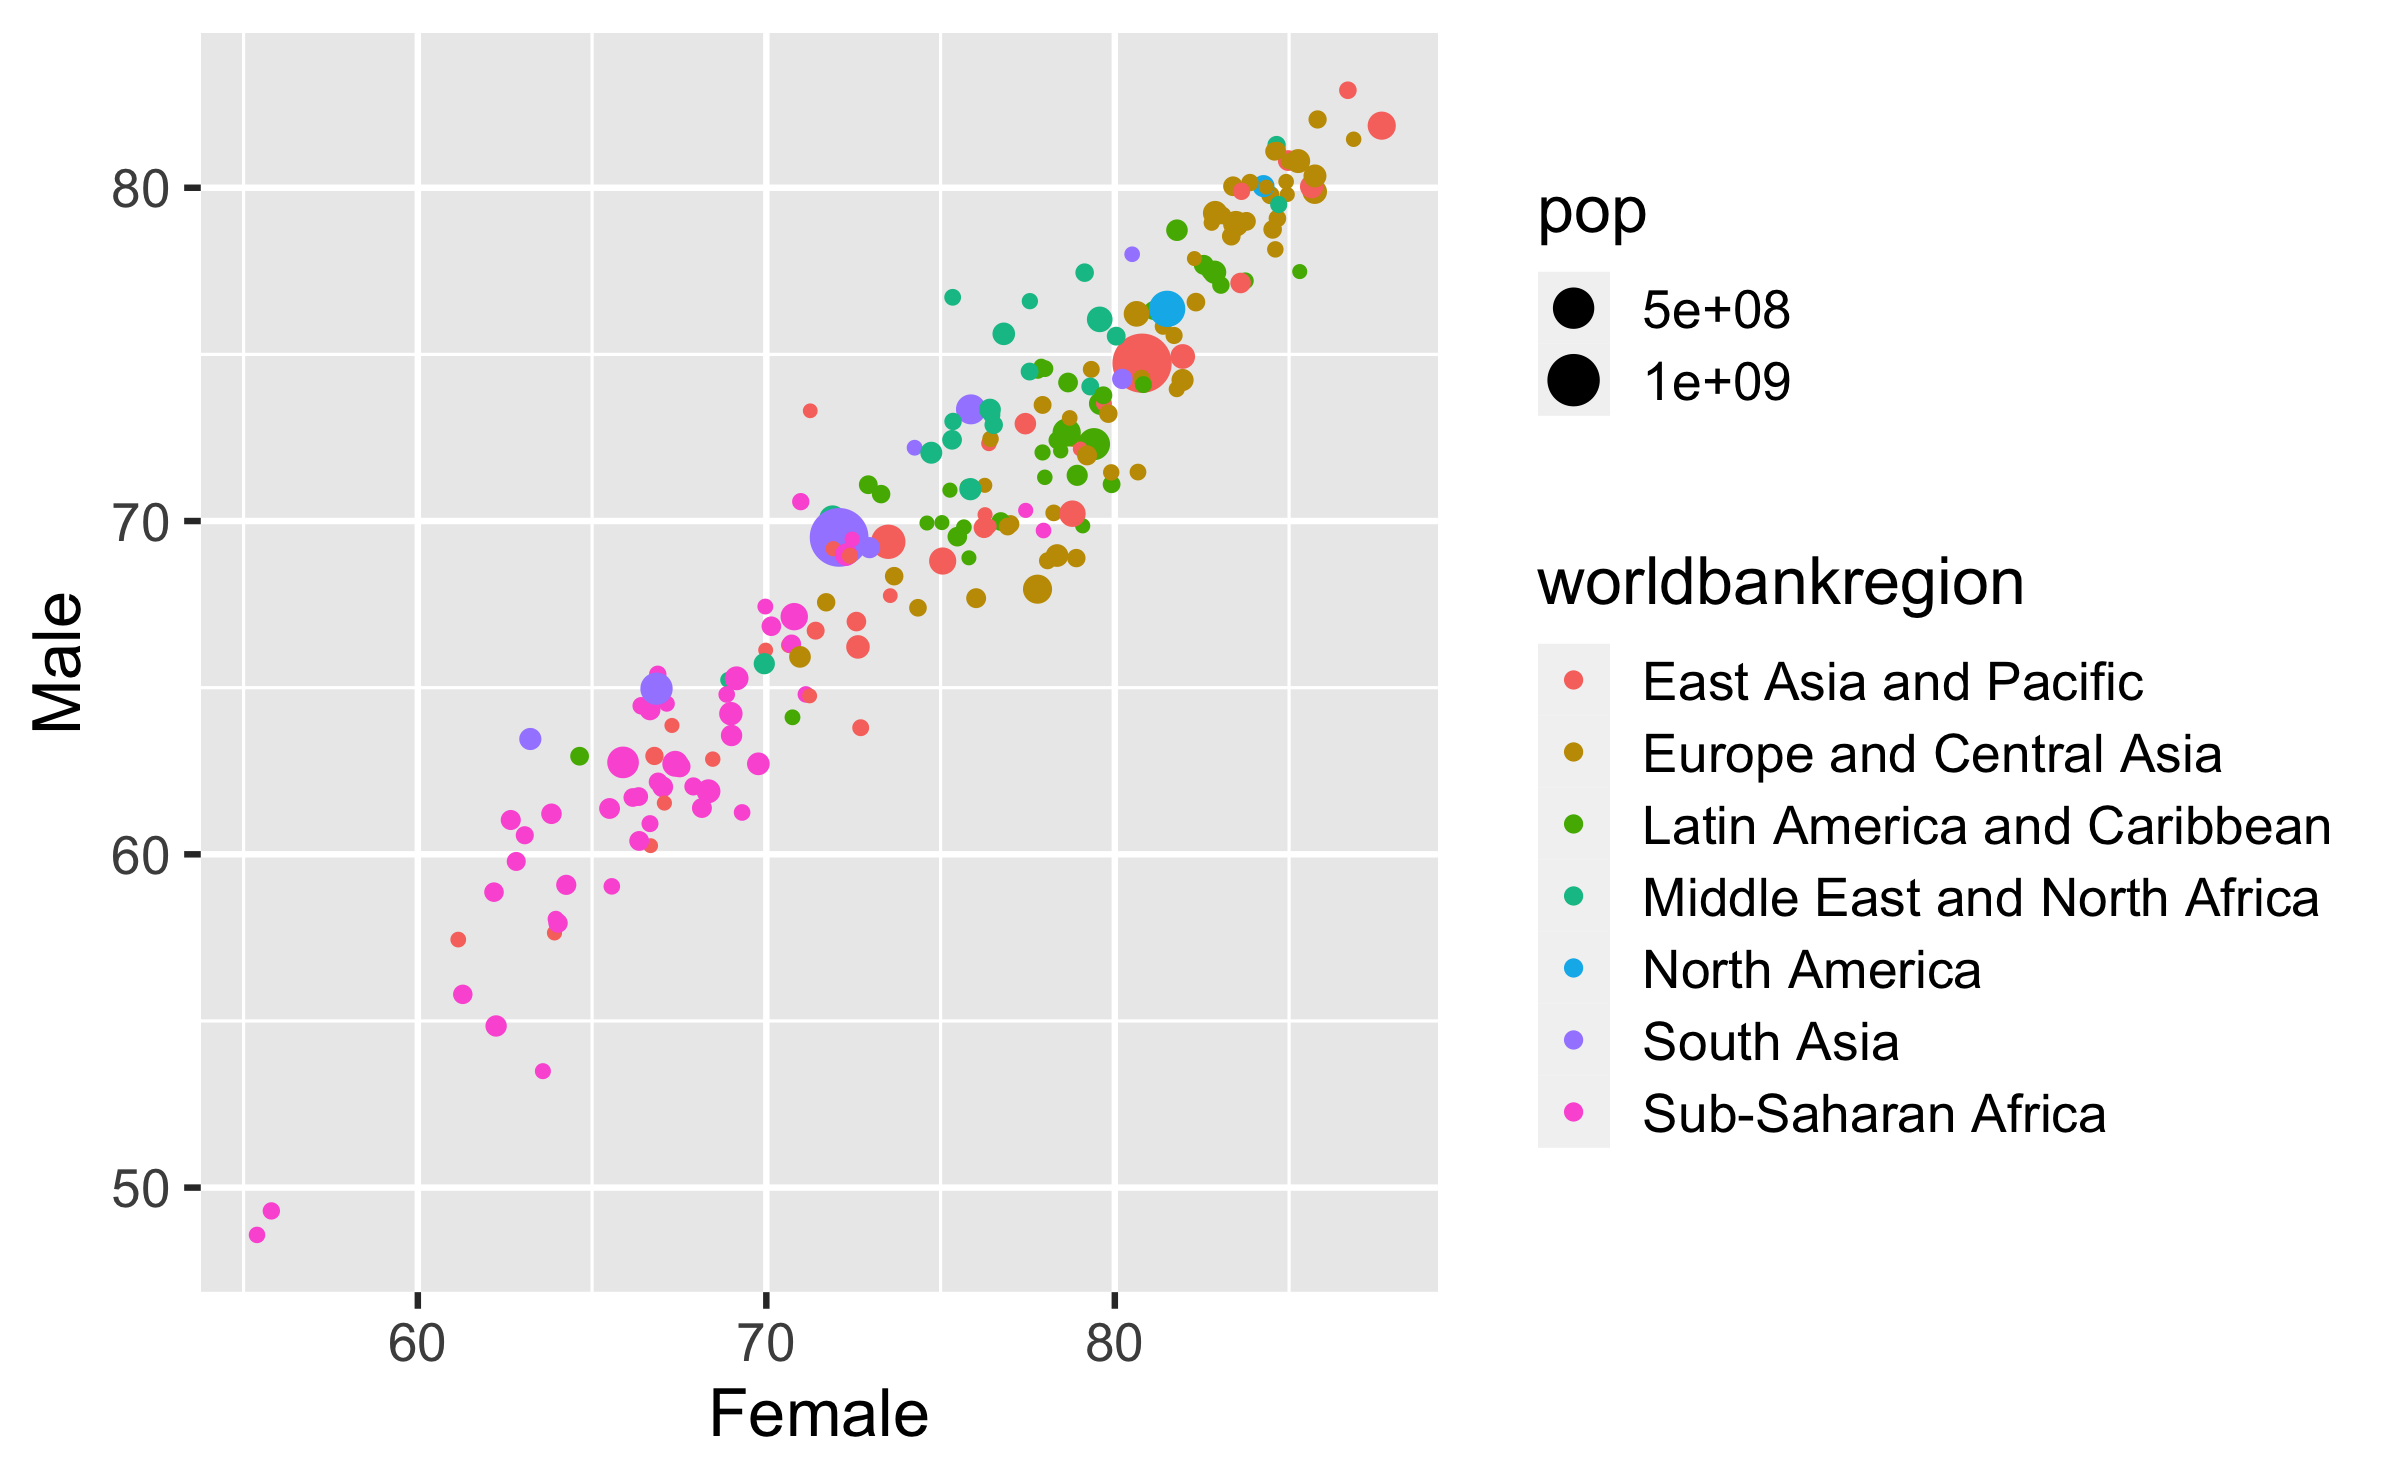 80
70
60
50
Male
60
70
80
Female
pop
5e+08
1e+09
worldbankregion
East Asia and Pacific
Europe and Central Asia
Latin America and Caribbean
Middle East and North Africa
North America
South Asia
Sub-Saharan Africa